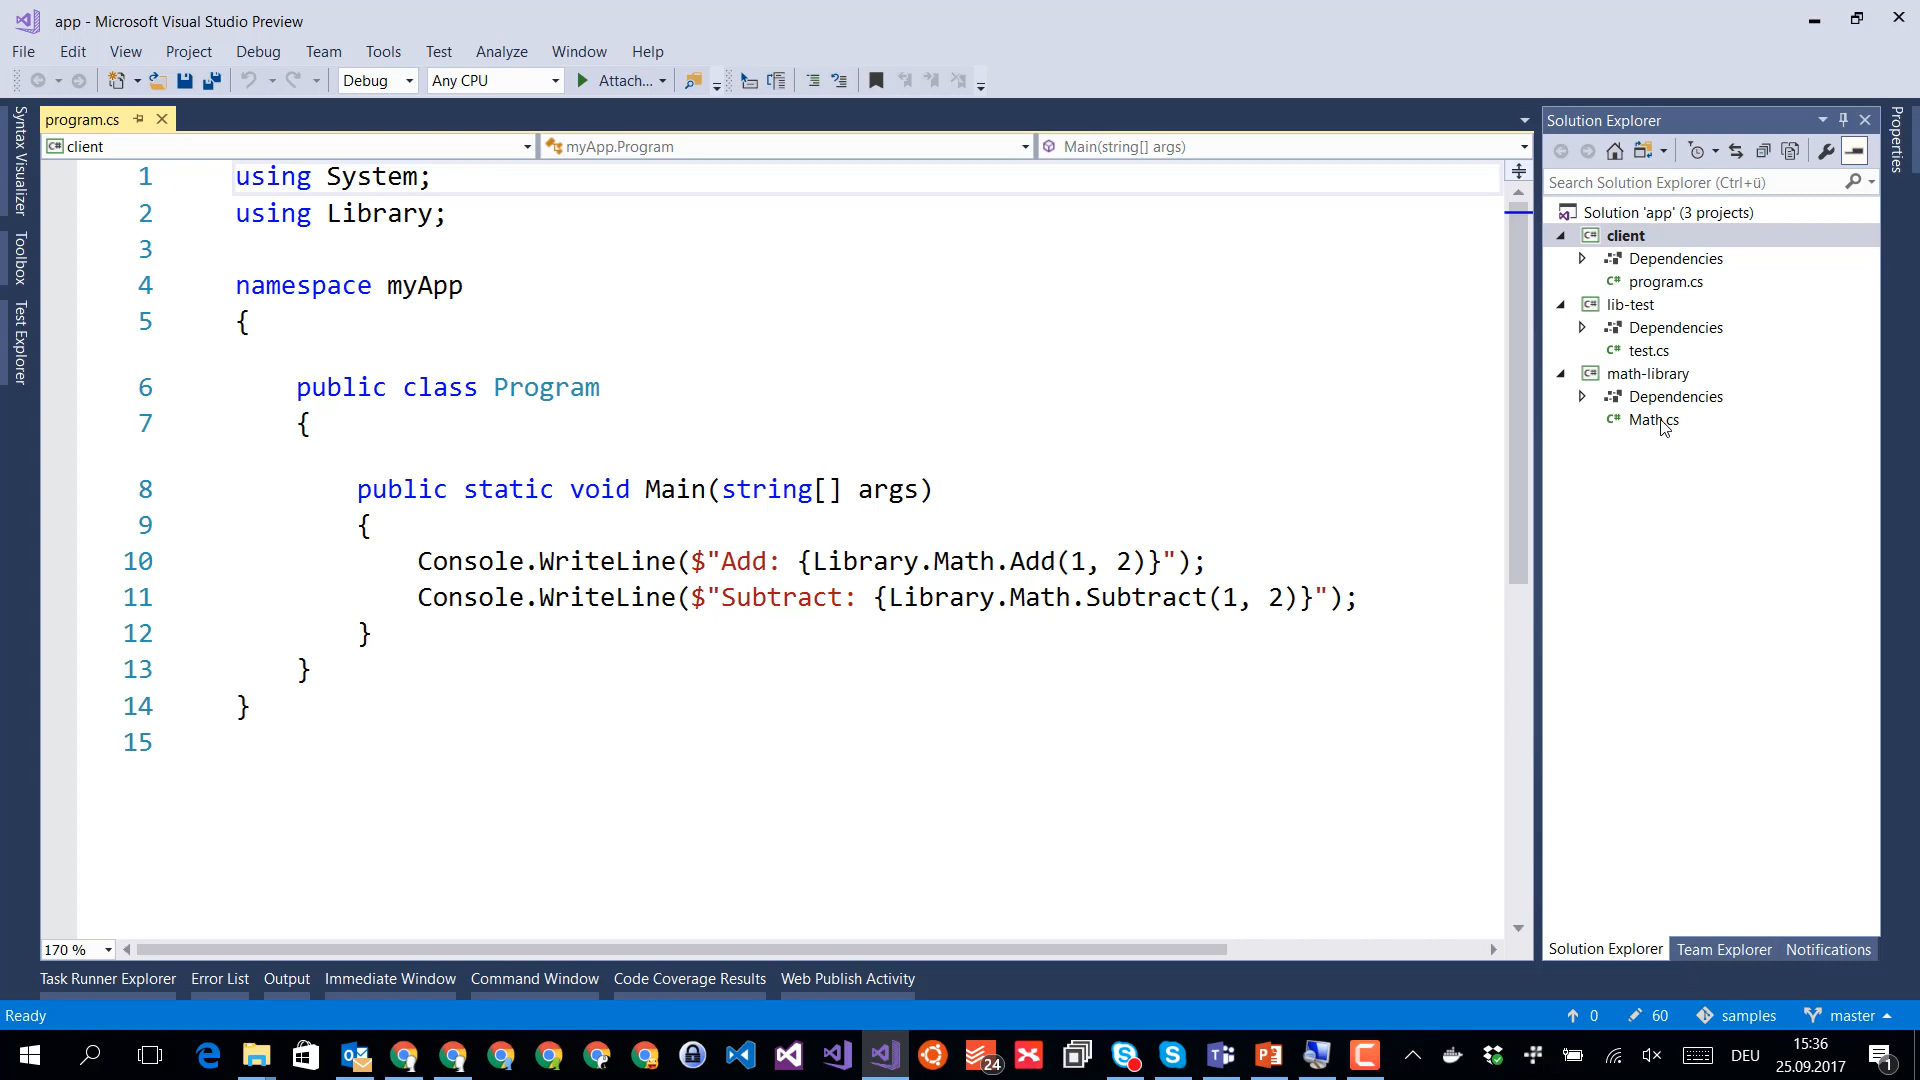 app - Microsoft Visual Studio Preview
File Edit View Project Debug Team Tools Test Analyze Window Help
Debug Any CPU Attach...
Syntax Visualizer
Toolbox
Test Explorer
program.cs
C# client myApp.Program Main(string[] args)
1 using System;
2 using Library;
3
4 namespace myApp
5 {
6 public class Program
7 {
8 public static void Main(string[] args)
9 {
10 Console.WriteLine($"Add: {Library.Math.Add(1, 2)}");
11 Console.WriteLine($"Subtract: {Library.Math.Subtract(1, 2)}");
12 }
13 }
14 }
15
170 %
Solution Explorer
Search Solution Explorer (Ctrl+ü)
Solution 'app' (3 projects)
C# client
Dependencies
C# program.cs
C# lib-test
Dependencies
C# test.cs
C# math-library
Dependencies
C# Math.cs
Solution Explorer Team Explorer Notifications
Properties
Task Runner Explorer Error List Output Immediate Window Command Window Code Coverage Results Web Publish Activity
Ready 0 60 samples master
24 DEU 15:36
25.09.2017 1